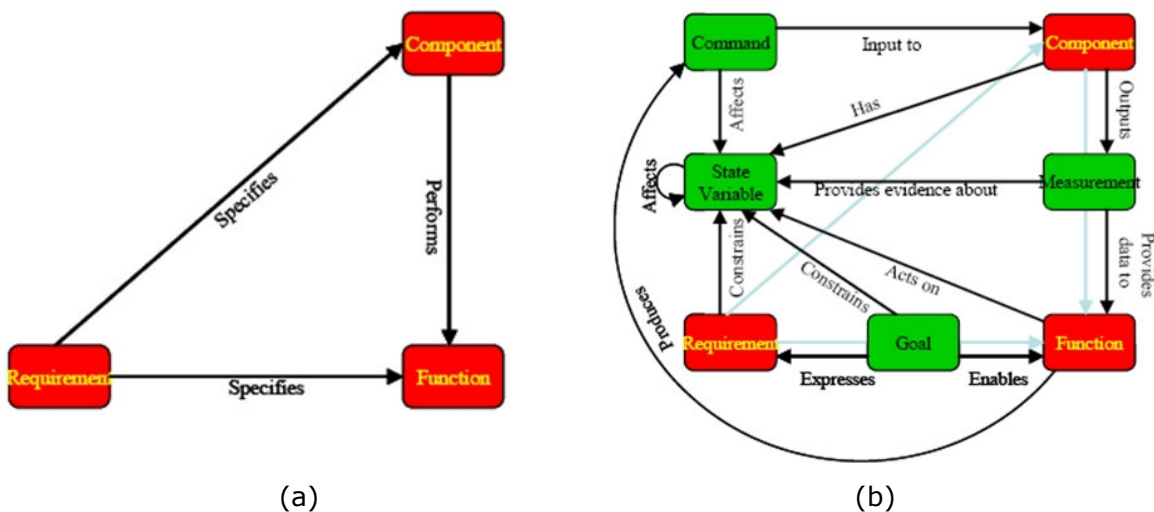 Component
Specifies
Performs
Requirement
Specifies
Function
(a)
Command
Input to
Component
Affects
Has
Outputs
Affects
State
Variable
Provides evidence about
Measurement
Constrains
Constrains
Acts on
Provides
data to
Produces
Requirement
Goal
Function
Expresses
Enables
(b)